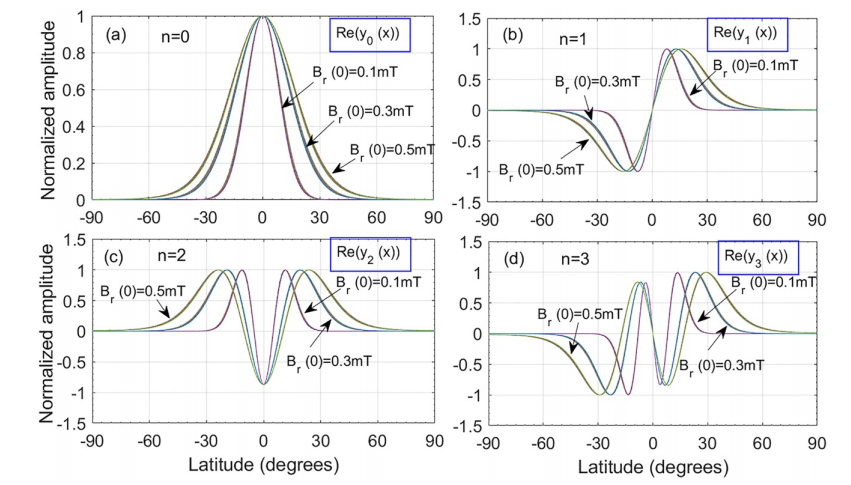 (a)
n=0
Re(y0 (x))
Br (0)=0.1mT
Br (0)=0.3mT
Br (0)=0.5mT
Normalized amplitude
1
0.8
0.6
0.4
0.2
0
-90 -60 -30 0 30 60 90
(b)
n=1
Re(y1 (x))
Br (0)=0.3mT
Br (0)=0.1mT
Br (0)=0.5mT
1.5
1
0.5
0
-0.5
-1
-1.5
-90 -60 -30 0 30 60 90
(c)
n=2
Re(y2 (x))
Br (0)=0.5mT
Br (0)=0.1mT
Br (0)=0.3mT
Normalized amplitude
1.5
1
0.5
0
-0.5
-1
-1.5
-90 -60 -30 0 30 60 90
Latitude (degrees)
(d)
n=3
Re(y3 (x))
Br (0)=0.5mT
Br (0)=0.1mT
Br (0)=0.3mT
1.5
1
0.5
0
-0.5
-1
-1.5
-90 -60 -30 0 30 60 90
Latitude (degrees)